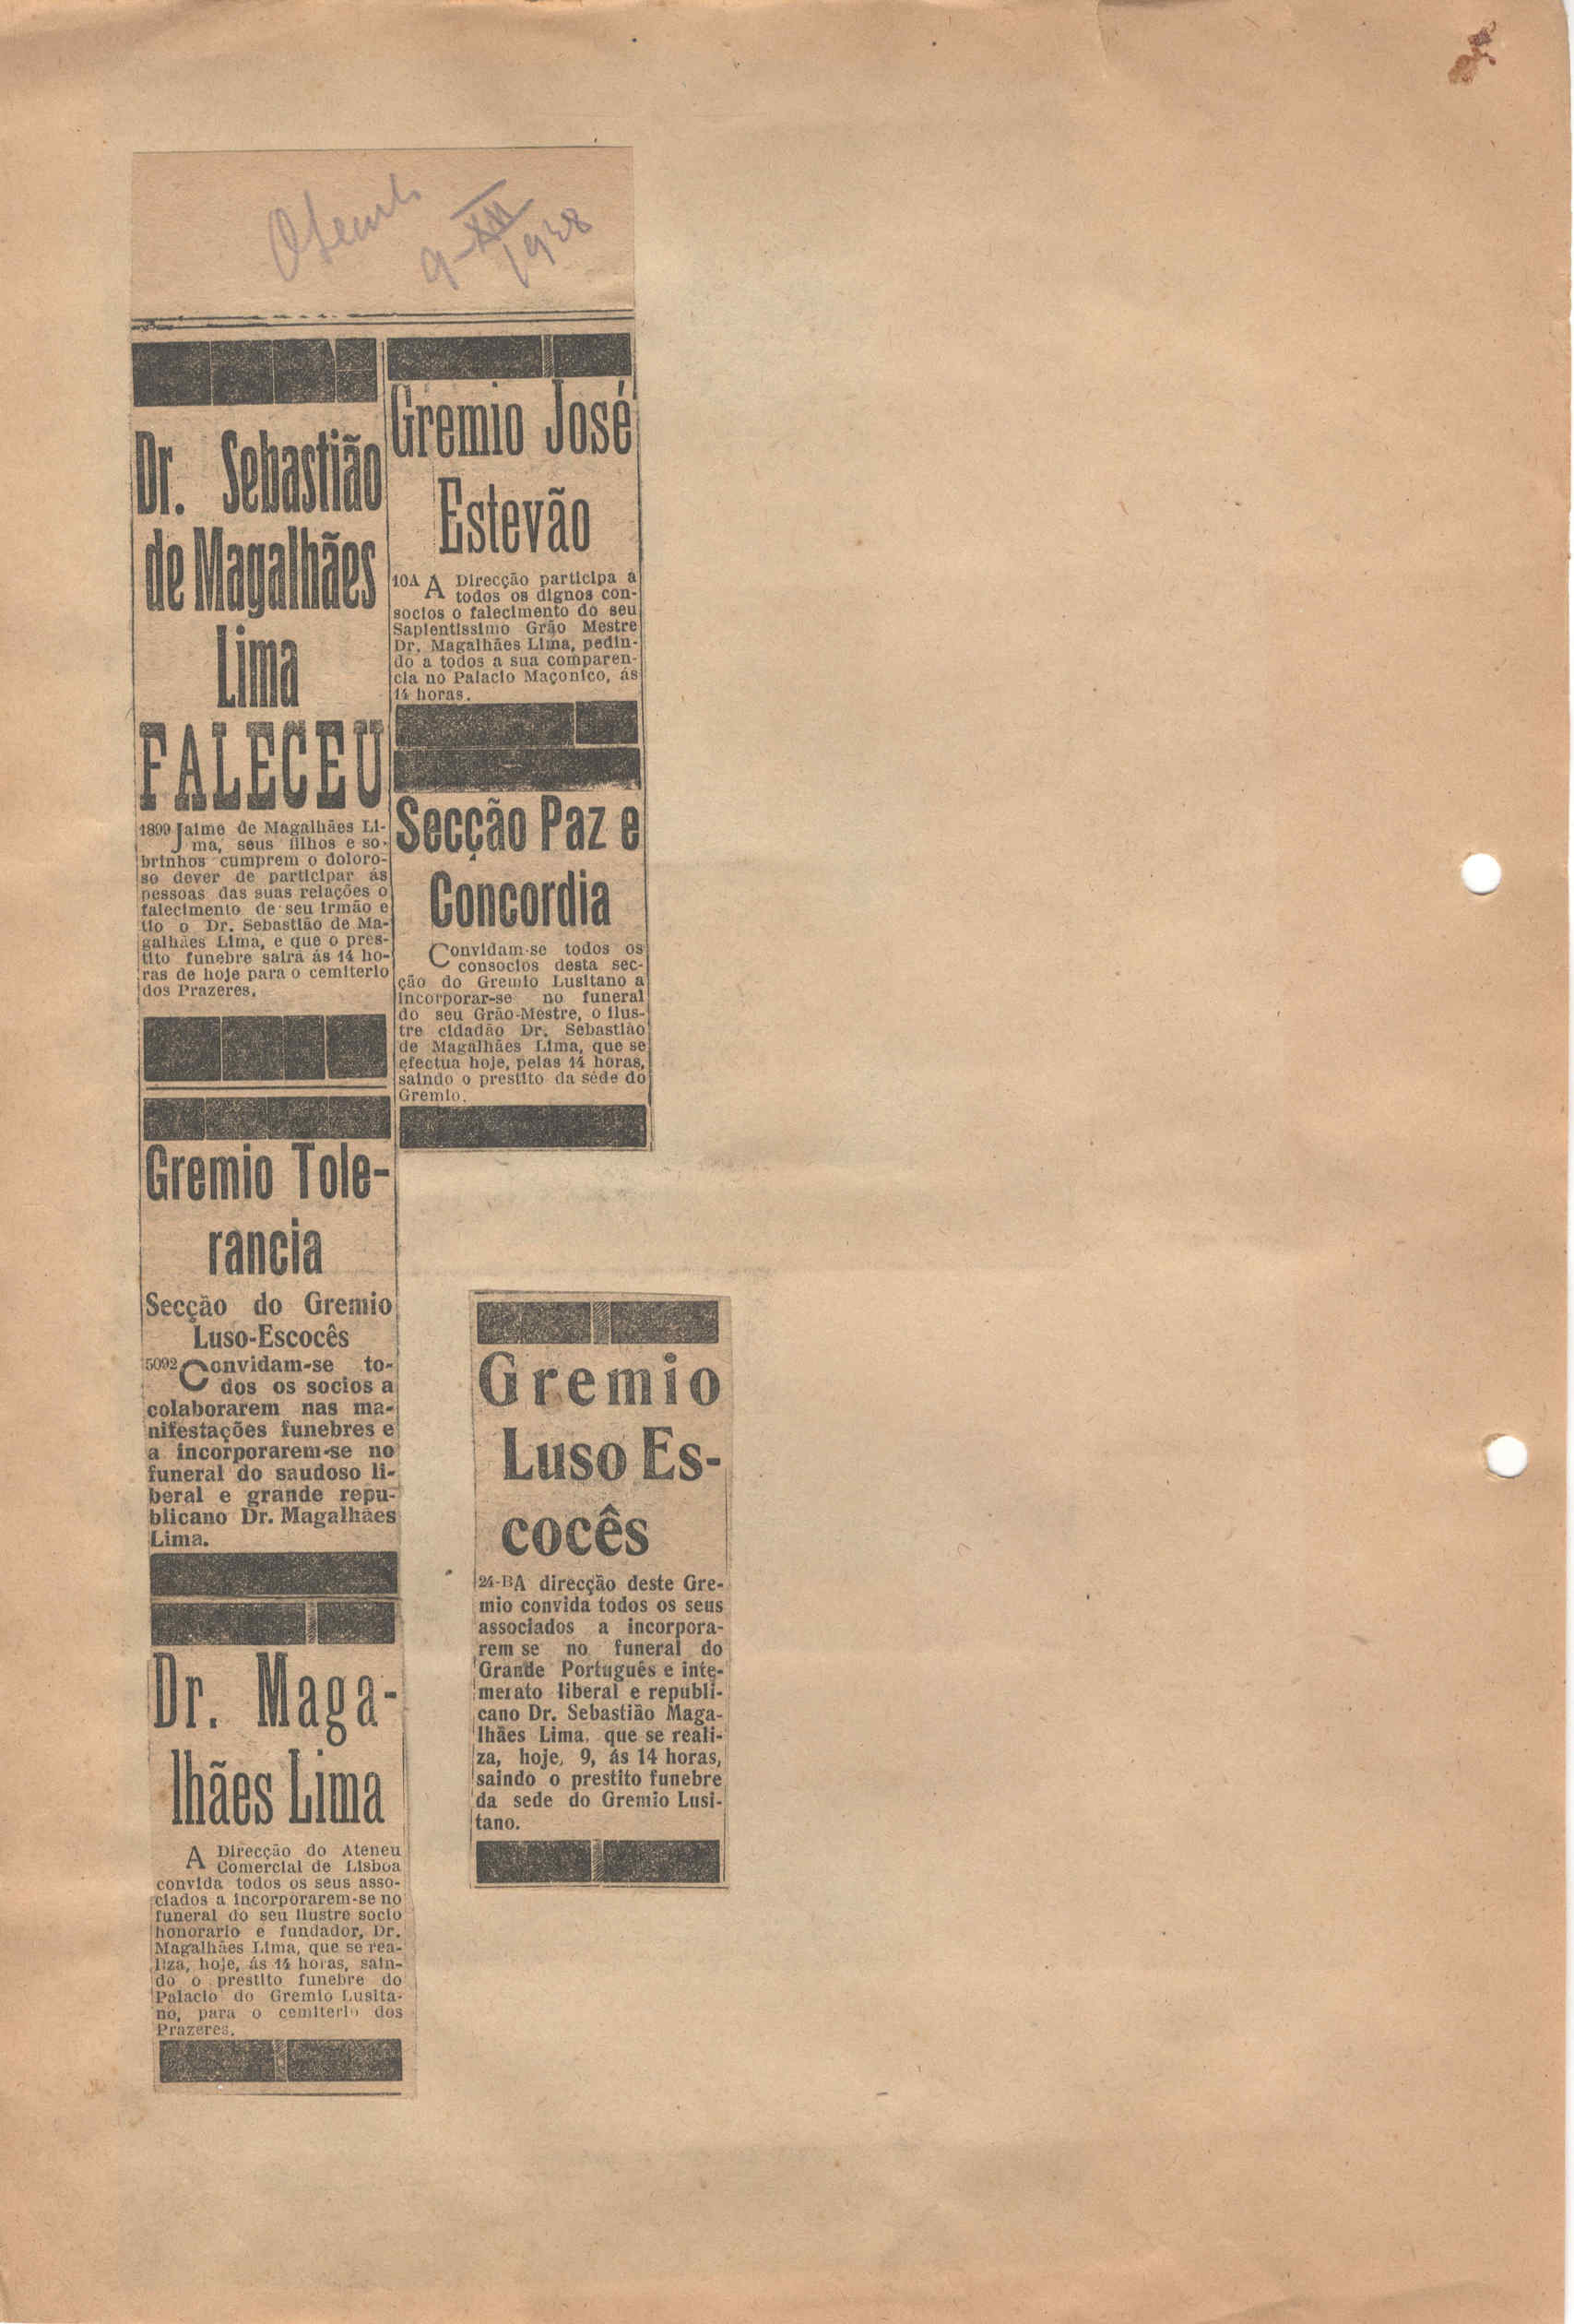 9-XII
1928
Dr. Sebastião
de Magalhães
Lima
FALECEU
1899 Jaime de Magalhães Li-
ma, seus filhos e so-
brinhos cumprem o doloro-
so dever de participar ás
pessoas das suas relações o
falecimento de seu irmão e
tio o Dr. Sebastião de Ma-
galhães Lima, e que o pres-
tito funebre sairá ás 14 ho-
ras de hoje para o cemiterio
dos Prazeres.
Gremio Tole-
rancia
Secção do Gremio
Luso-Escocês
5092 Convidam-se to-
dos os socios a
colaborarem nas ma-
nifestações funebres e
a incorporarem-se no
funeral do saudoso li-
beral e grande repu-
blicano Dr. Magalhães
Lima.
Dr. Maga-
lhães Lima
A Direcção do Ateneu
Comercial de Lisboa
convida todos os seus asso-
ciados a incorporarem-se no
funeral do seu ilustre socio
honorario e fundador, Dr.
Magalhães Lima, que se rea-
liza, hoje, ás 14 horas, sain-
do o prestito funebre do
Palacio do Gremio Lusita-
no, para o cemiterio dos
Prazeres.
Gremio José
Estevão
10A A Direcção participa a
todos os dignos con-
socios o falecimento do seu
Sapientissimo Grão Mestre
Dr. Magalhães Lima, pedin-
do a todos a sua comparen-
cia no Palacio Maçonico, ás
14 horas.
Secção Paz e
Concordia
Convidam-se todos os
consocios desta sec-
ção do Gremio Lusitano a
incorporar-se no funeral
do seu Grão-Mestre, o ilus-
tre cidadão Dr. Sebastião
de Magalhães Lima, que se
efectua hoje, pelas 14 horas,
saindo o prestito da séde do
Gremio.
Gremio
Luso Es-
cocês
24-B A direcção deste Gre-
mio convida todos os seus
associados a incorpora-
rem se no funeral do
Grande Português e inte-
merato liberal e republi-
cano Dr. Sebastião Maga-
lhães Lima, que se reali-
za, hoje, 9, ás 14 horas,
saindo o prestito funebre
da sede do Gremio Lusi-
tano.